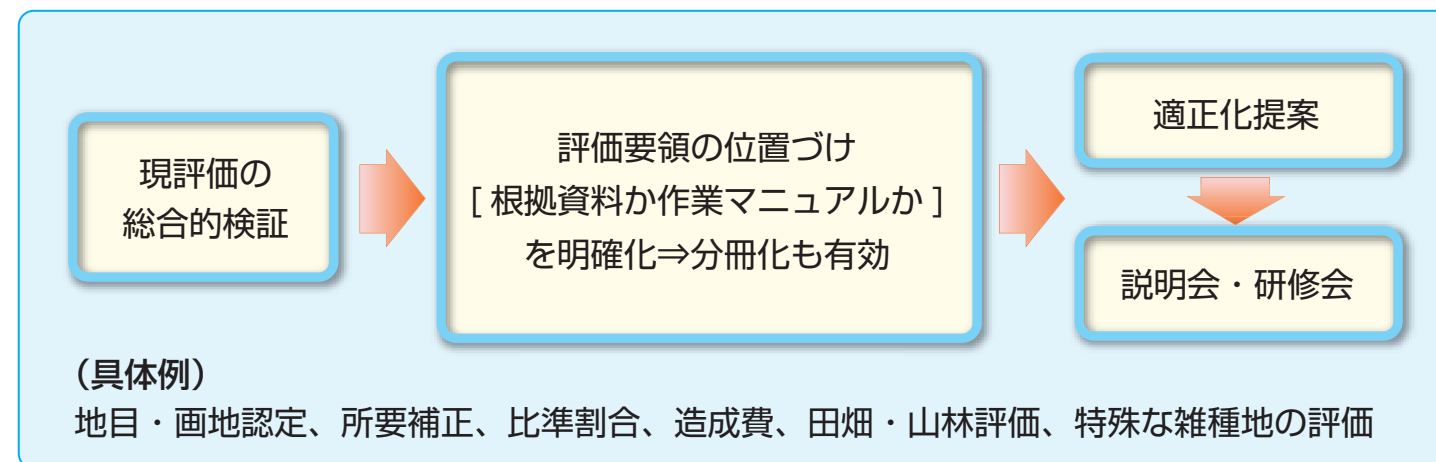 現評価の
総合的検証
評価要領の位置づけ
[ 根拠資料か作業マニュアルか ]
を明確化⇒分冊化も有効
適正化提案
説明会・研修会
（具体例）
地目・画地認定、所要補正、比準割合、造成費、田畑・山林評価、特殊な雑種地の評価